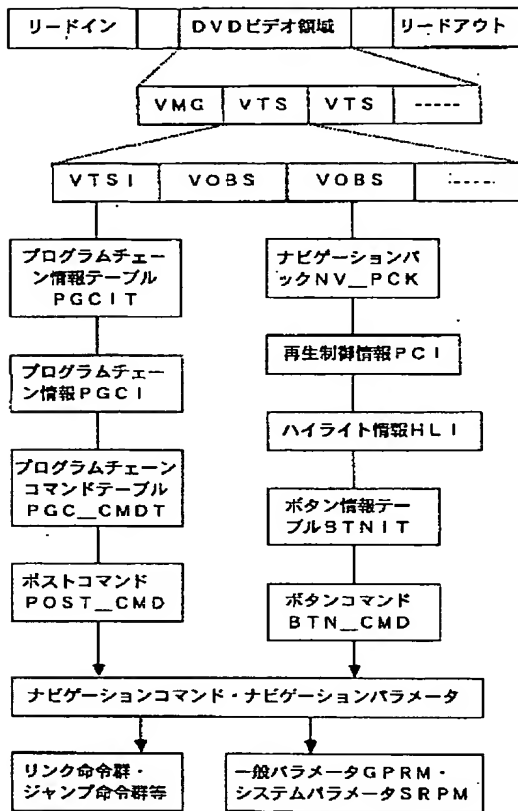 リードイン
DVDビデオ領域
リードアウト
VMG
VTS
VTS
-----
VTSI
VOBS
VOBS
-----
プログラムチェー
ン情報テーブル
PGCIT
ナビゲーションパ
ックNV__PCK
プログラムチェー
ン情報PGCI
再生制御情報PCI
ハイライト情報HLI
プログラムチェーン
コマンドテーブル
PGC__CMDT
ボタン情報テー
ブルBTNIT
ポストコマンド
POST__CMD
ボタンコマンド
BTN__CMD
ナビゲーションコマンド・ナビゲーションパラメータ
リンク命令群・
ジャンプ命令群等
一般パラメータGPRM・
システムパラメータSRPM